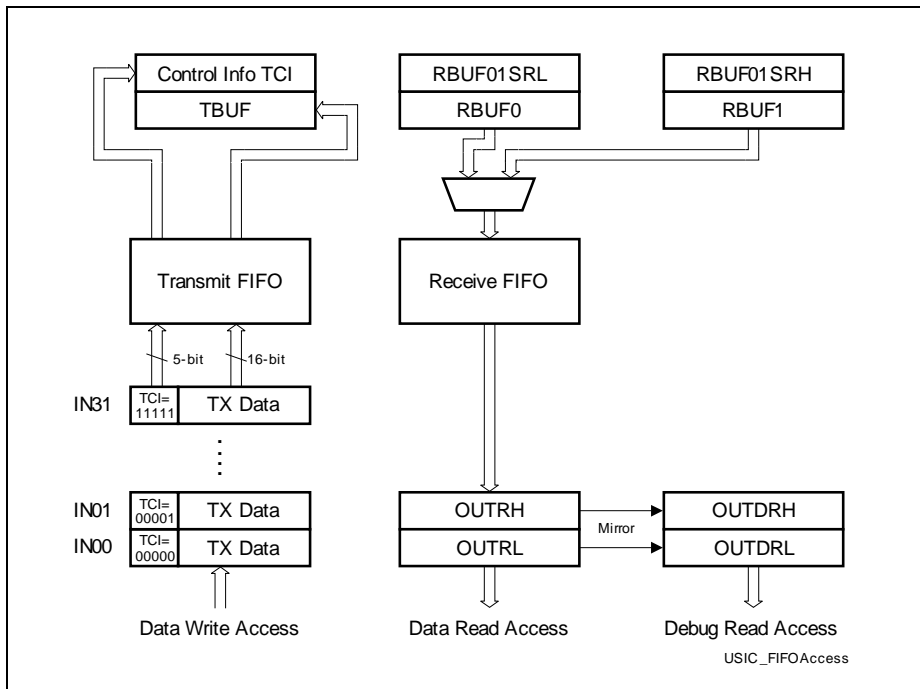 Control Info TCI
TBUF
RBUF01SRL
RBUF0
RBUF01SRH
RBUF1
Transmit FIFO
Receive FIFO
5-bit
16-bit
IN31
TCI=
11111
TX Data
IN01
TCI=
00001
TX Data
IN00
TCI=
00000
TX Data
OUTRH
OUTRL
Mirror
OUTDRH
OUTDRL
Data Write Access
Data Read Access
Debug Read Access
USIC_FIFOAccess